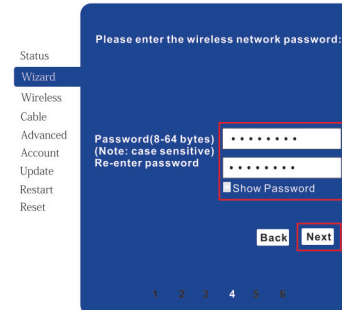 Please enter the wireless network password:
Status
Wizard
Wireless
Cable
Advanced
Account
Update
Restart
Reset
Password(8-64 bytes)
(Note: case sensitive)
Re-enter password
Show Password
Back Next
1 2 3 4 5 6